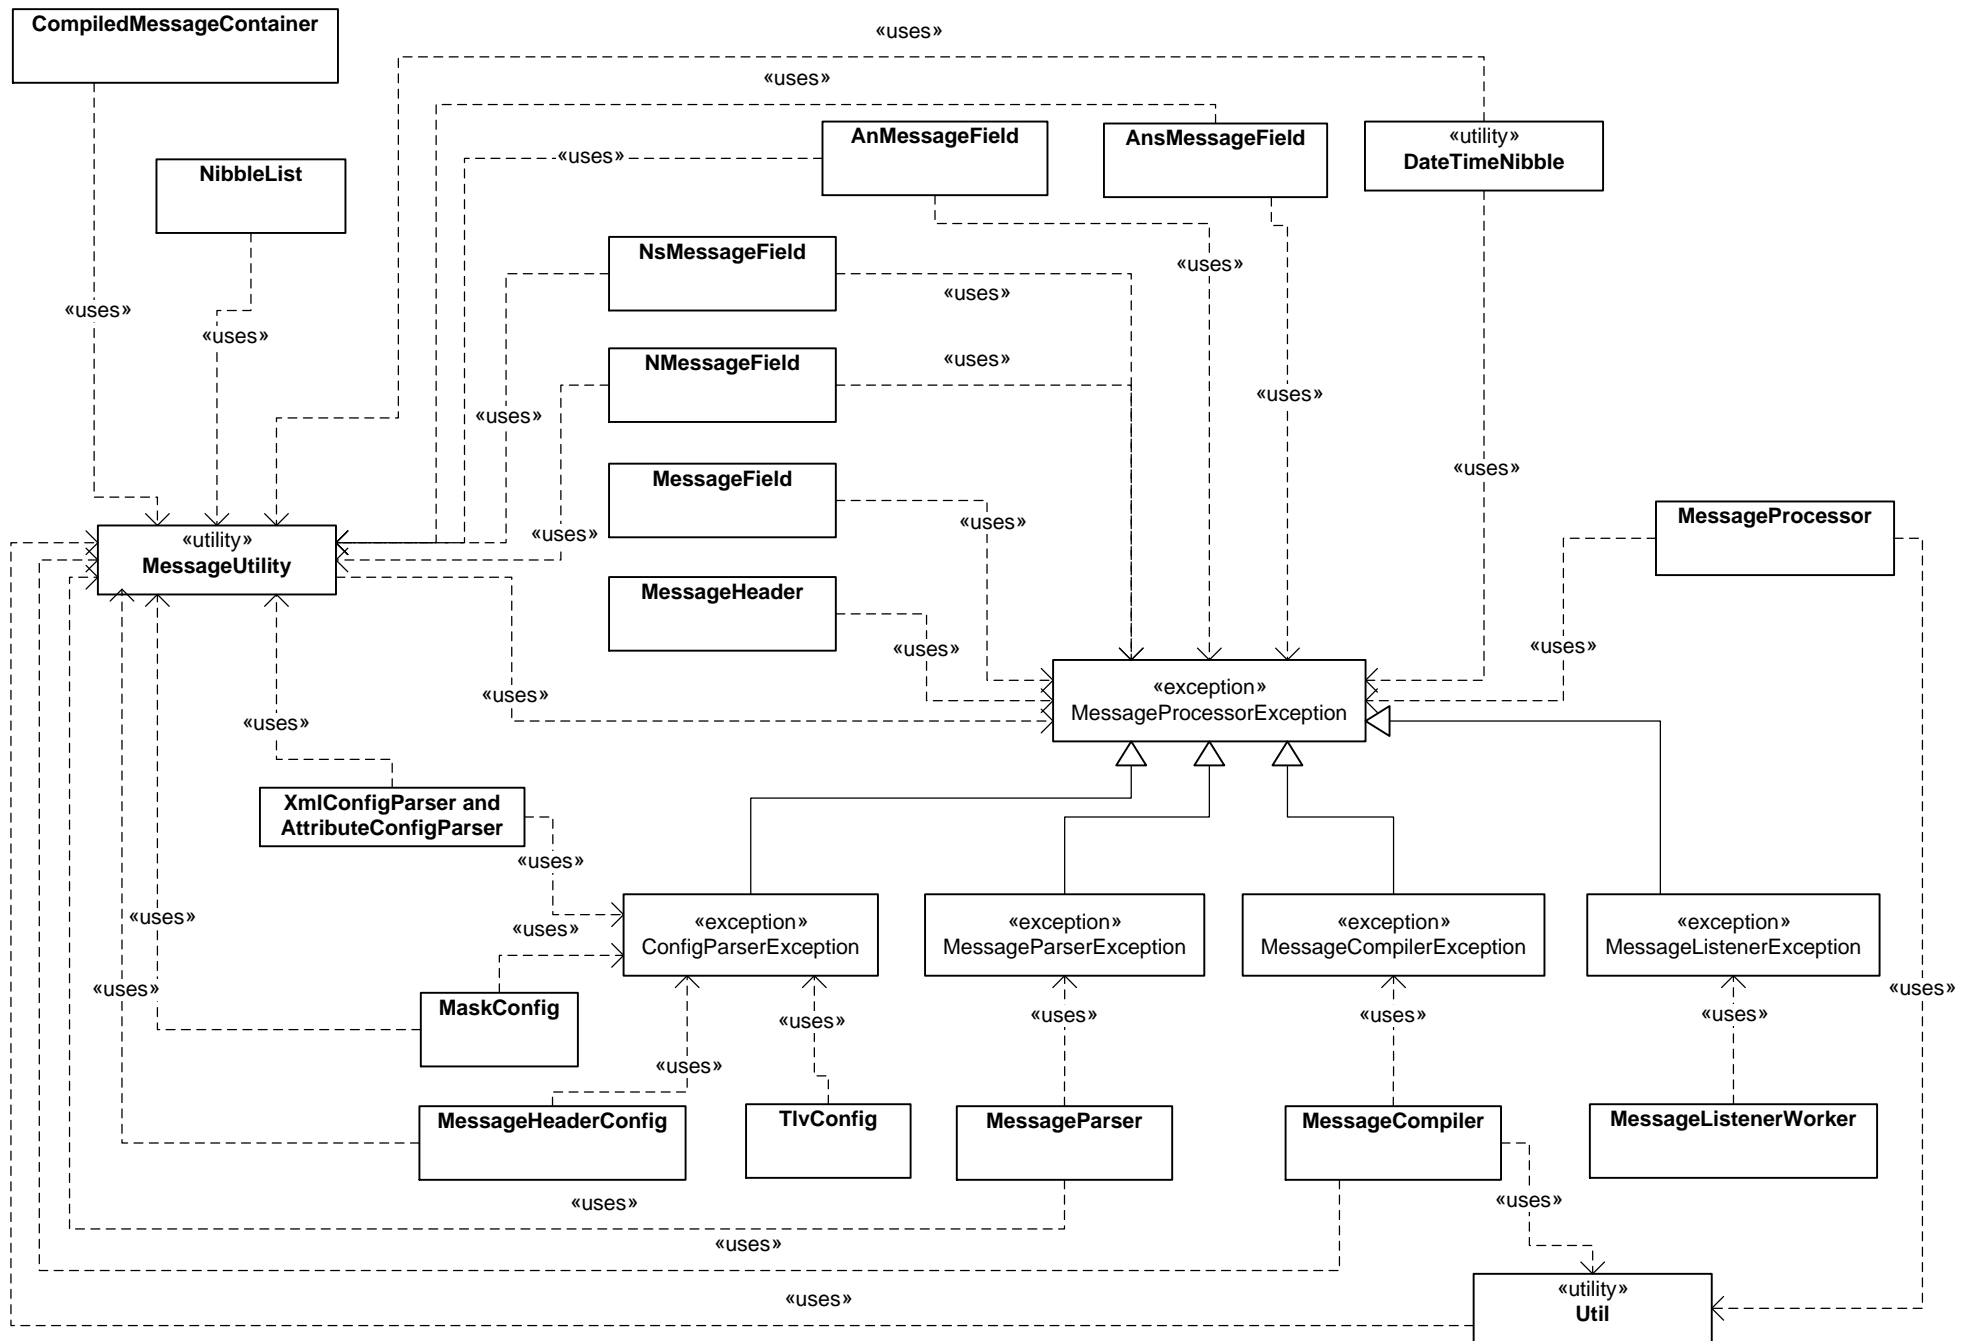 CompiledMessageContainer
«uses»
«uses»
AnMessageField
AnsMessageField
«utility»
DateTimeNibble
«uses»
NibbleList
NsMessageField
«uses»
«uses»
«uses»
«uses»
NMessageField
«uses»
«uses»
«uses»
MessageField
«uses»
MessageProcessor
«uses»
«uses»
«utility»
MessageUtility
MessageHeader
«uses»
«uses»
«exception»
MessageProcessorException
«uses»
«uses»
XmlConfigParser and
AttributeConfigParser
«uses»
«uses»
«uses»
«exception»
ConfigParserException
«exception»
MessageParserException
«exception»
MessageCompilerException
«exception»
MessageListenerException
«uses»
«uses»
MaskConfig
«uses»
«uses»
«uses»
«uses»
«uses»
MessageHeaderConfig
TlvConfig
MessageParser
MessageCompiler
MessageListenerWorker
«uses»
«uses»
«uses»
«uses»
«utility»
Util